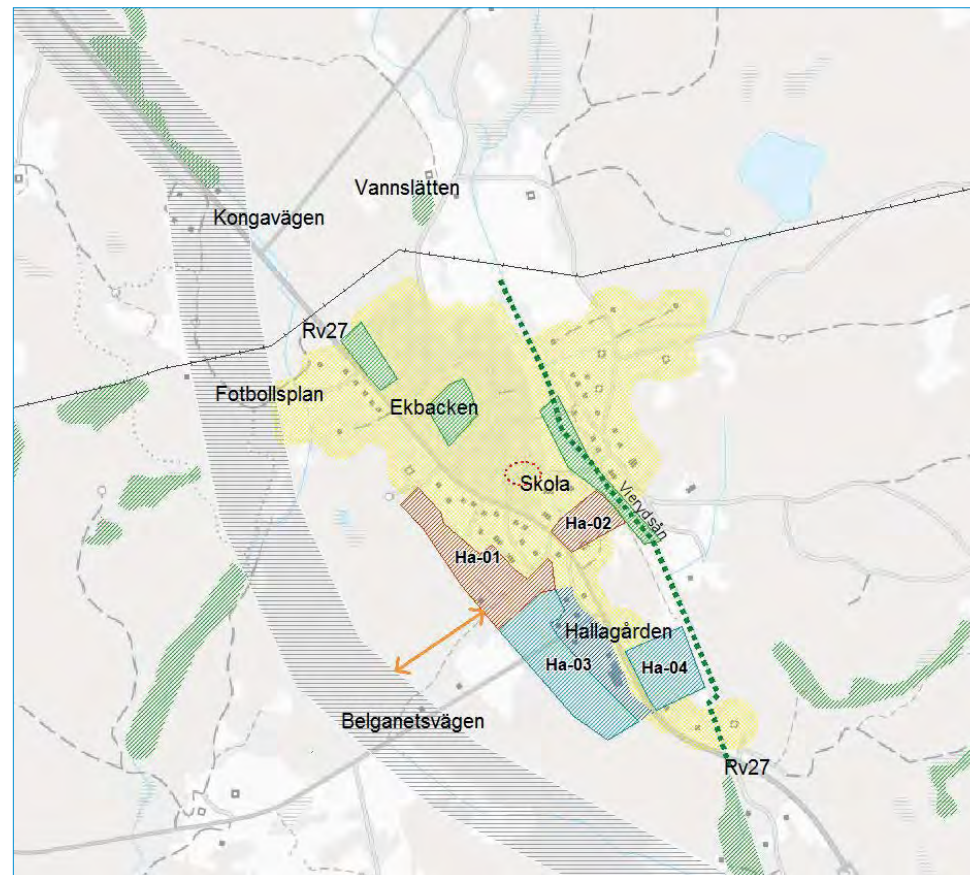 Vannslätten
Kongavägen
Rv27
Fotbollsplan
Ekbacken
Skola
Vierydsån
Ha-02
Ha-01
Hallagården
Ha-03
Ha-04
Belganetsvägen
Rv27